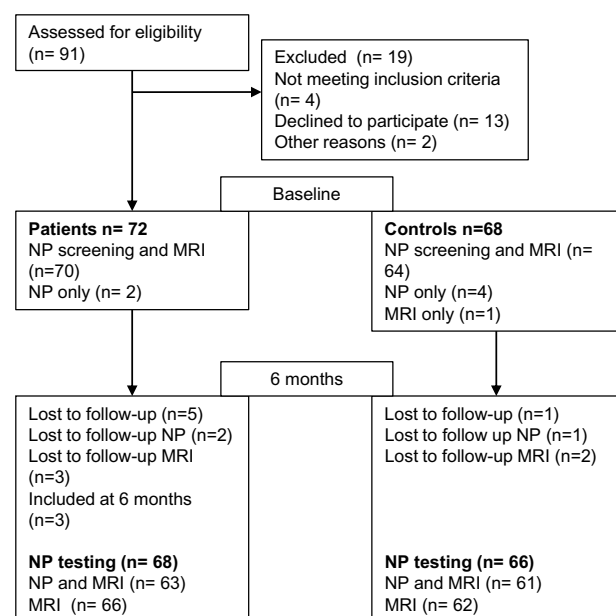 Assessed for eligibility
(n= 91)
Excluded (n= 19)
Not meeting inclusion criteria
(n= 4)
Declined to participate (n= 13)
Other reasons (n= 2)
Baseline
Patients n= 72
NP screening and MRI
(n=70)
NP only (n= 2)
Controls n=68
NP screening and MRI (n=
64)
NP only (n=4)
MRI only (n=1)
6 months
Lost to follow-up (n=5)
Lost to follow-up NP (n=2)
Lost to follow-up MRI
(n=3)
Included at 6 months
(n=3)
NP testing (n= 68)
NP and MRI (n= 63)
MRI (n= 66)
Lost to follow-up (n=1)
Lost to follow up NP (n=1)
Lost to follow-up MRI (n=2)
NP testing (n= 66)
NP and MRI (n= 61)
MRI (n= 62)